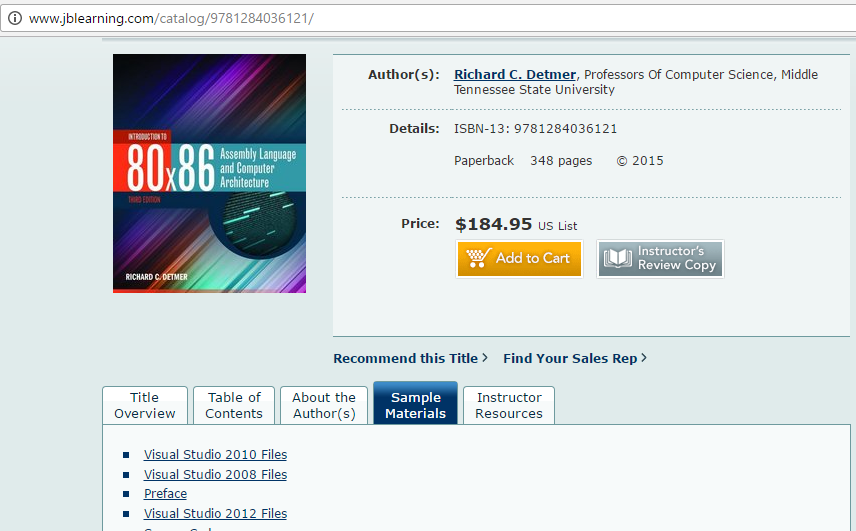 www.jblearning.com/catalog/9781284036121/
INTRODUCTION TO
80x86
Assembly Language
and Computer
Architecture
THIRD EDITION
RICHARD C. DETMER
Author(s): Richard C. Detmer, Professors Of Computer Science, Middle
Tennessee State University
Details: ISBN-13: 9781284036121
Paperback 348 pages © 2015
Price: $184.95 US List
Add to Cart
Instructor's
Review Copy
Recommend this Title > Find Your Sales Rep >
Title
Overview
Table of
Contents
About the
Author(s)
Sample
Materials
Instructor
Resources
Visual Studio 2010 Files
Visual Studio 2008 Files
Preface
Visual Studio 2012 Files